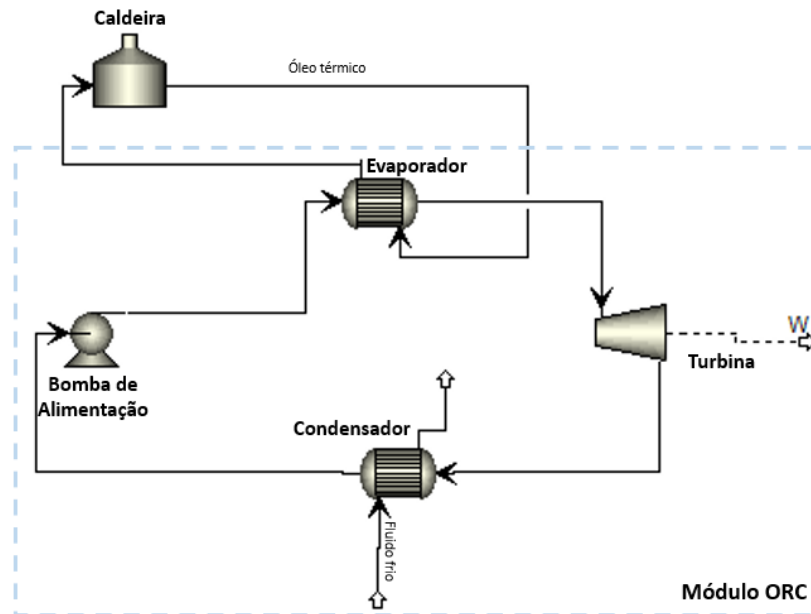 Caldeira
Óleo térmico
Evaporador
W
Turbina
Bomba de
Alimentação
Condensador
Fluido frio
Módulo ORC